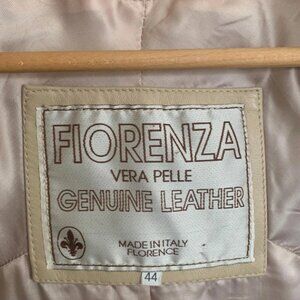 FIORENZA
VERA PELLE
GENUINE LEATHER
MADE IN ITALY
FLORENCE
44